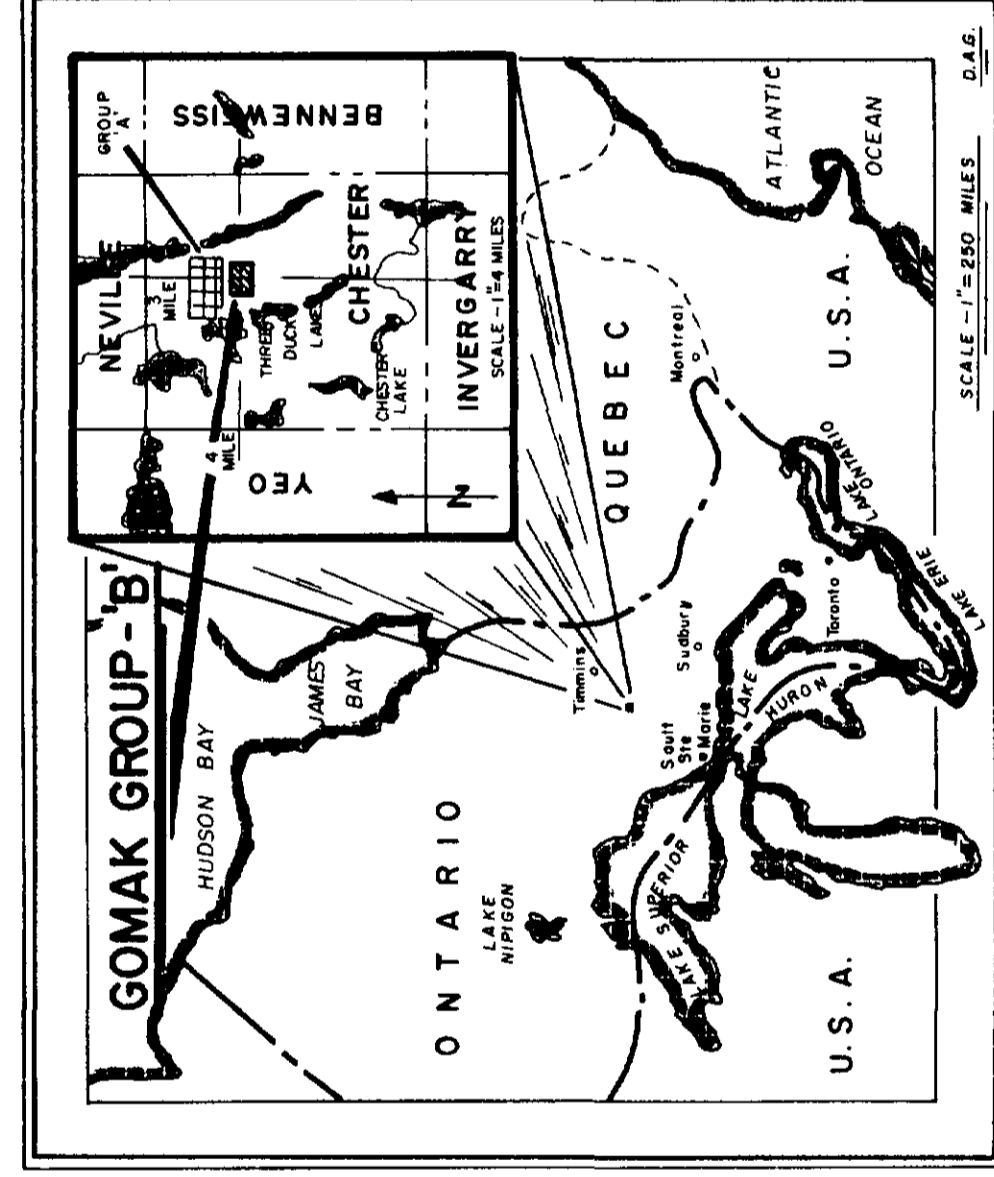 GOMAK GROUP-'B'
GROUP
'A'
NEVILLE
BENNEWEISS
3
MILE
4
MILE
THREE
DUCK
LAKES
YEO
CHESTER
CHESTER
LAKE
INVERGARRY
SCALE - 1"=4 MILES
N
HUDSON BAY
JAMES
BAY
ONTARIO
LAKE
NIPIGON
Timmins
QUEBEC
Montreal
Sudbury
Sault
Ste
Marie
LAKE SUPERIOR
LAKE
HURON
Toronto
LAKE ONTARIO
LAKE ERIE
ATLANTIC
OCEAN
U.S.A.
U.S.A.
SCALE - 1" = 250 MILES
D.A.G.